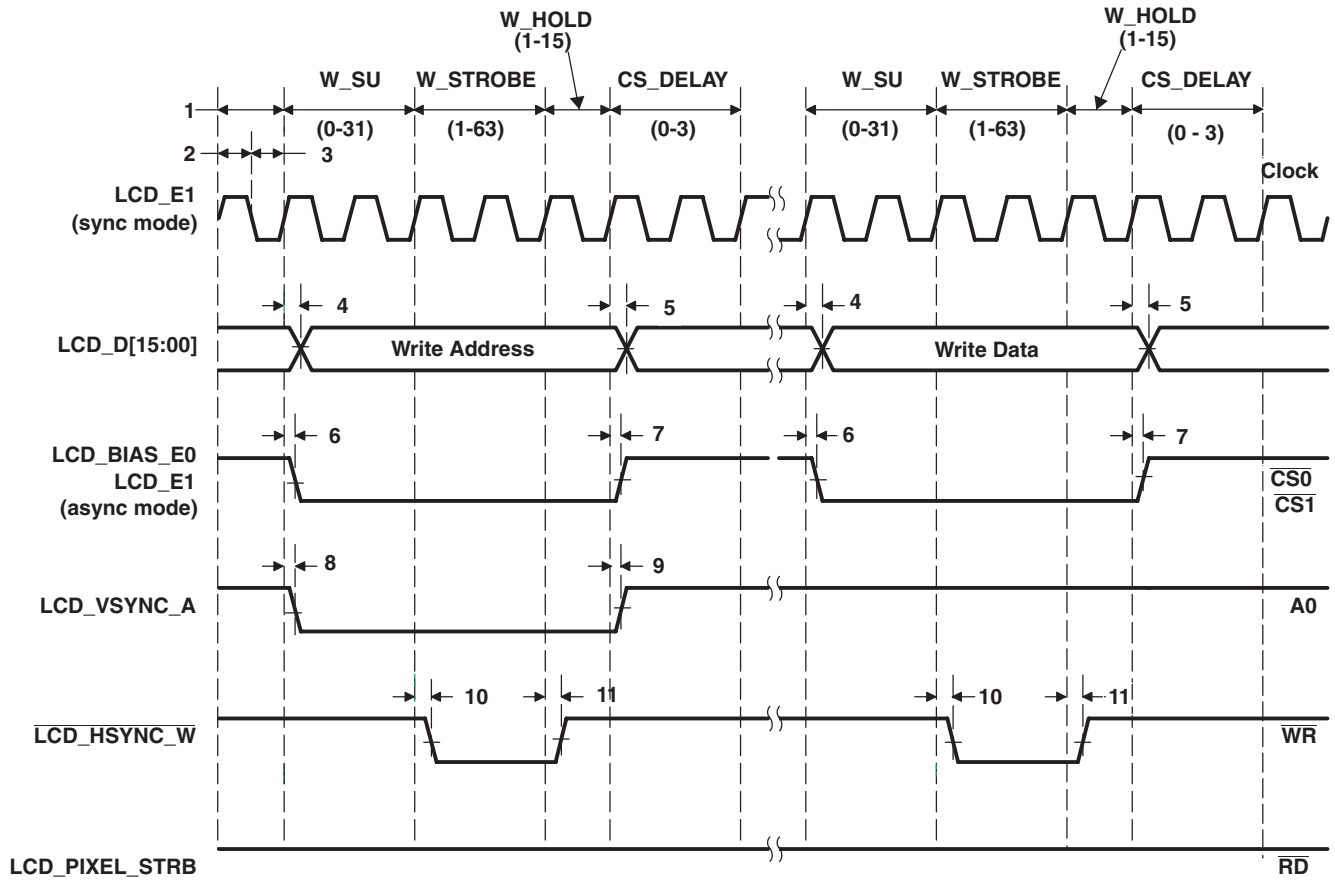 W_HOLD
(1-15)
W_HOLD
(1-15)
W_SU W_STROBE CS_DELAY W_SU W_STROBE CS_DELAY
1
(0-31) (1-63) (0-3) (0-31) (1-63) (0 - 3)
2 3
Clock
LCD_E1
(sync mode)
4 5 4 5
LCD_D[15:00] Write Address Write Data
6 7 6 7
LCD_BIAS_E0
LCD_E1
(async mode)
CS0
CS1
8 9
LCD_VSYNC_A A0
10 11 10 11
LCD_HSYNC_W WR
LCD_PIXEL_STRB RD